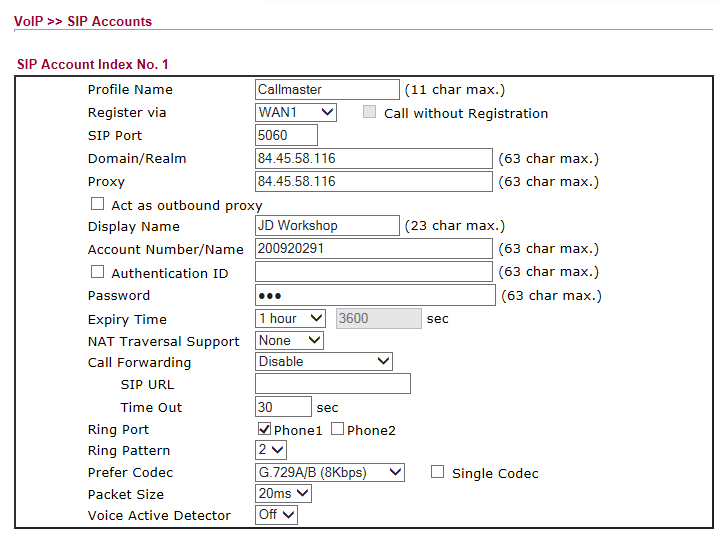 VoIP >> SIP Accounts
SIP Account Index No. 1
Profile Name Callmaster (11 char max.)
Register via WAN1 Call without Registration
SIP Port 5060
Domain/Realm 84.45.58.116 (63 char max.)
Proxy 84.45.58.116 (63 char max.)
Act as outbound proxy
Display Name JD Workshop (23 char max.)
Account Number/Name 200920291 (63 char max.)
Authentication ID (63 char max.)
Password ●●● (63 char max.)
Expiry Time 1 hour 3600 sec
NAT Traversal Support None
Call Forwarding Disable
SIP URL
Time Out 30 sec
Ring Port Phone1 Phone2
Ring Pattern 2
Prefer Codec G.729A/B (8Kbps) Single Codec
Packet Size 20ms
Voice Active Detector Off